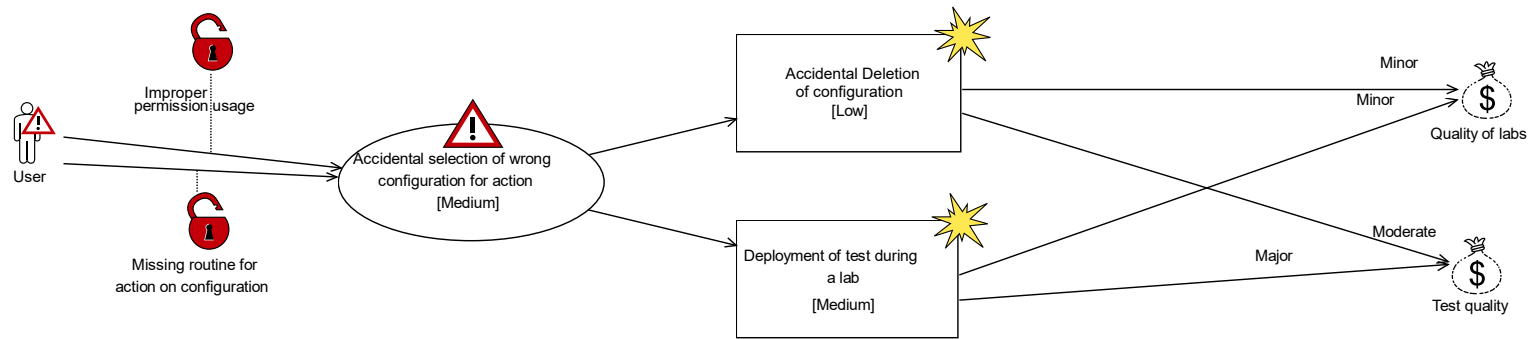 Improper
permission usage
User
Missing routine for
action on configuration
Accidental selection of wrong
configuration for action
[Medium]
Accidental Deletion
of configuration
[Low]
Deployment of test during
a lab
[Medium]
Minor
Minor
Moderate
Major
$
Quality of labs
$
Test quality